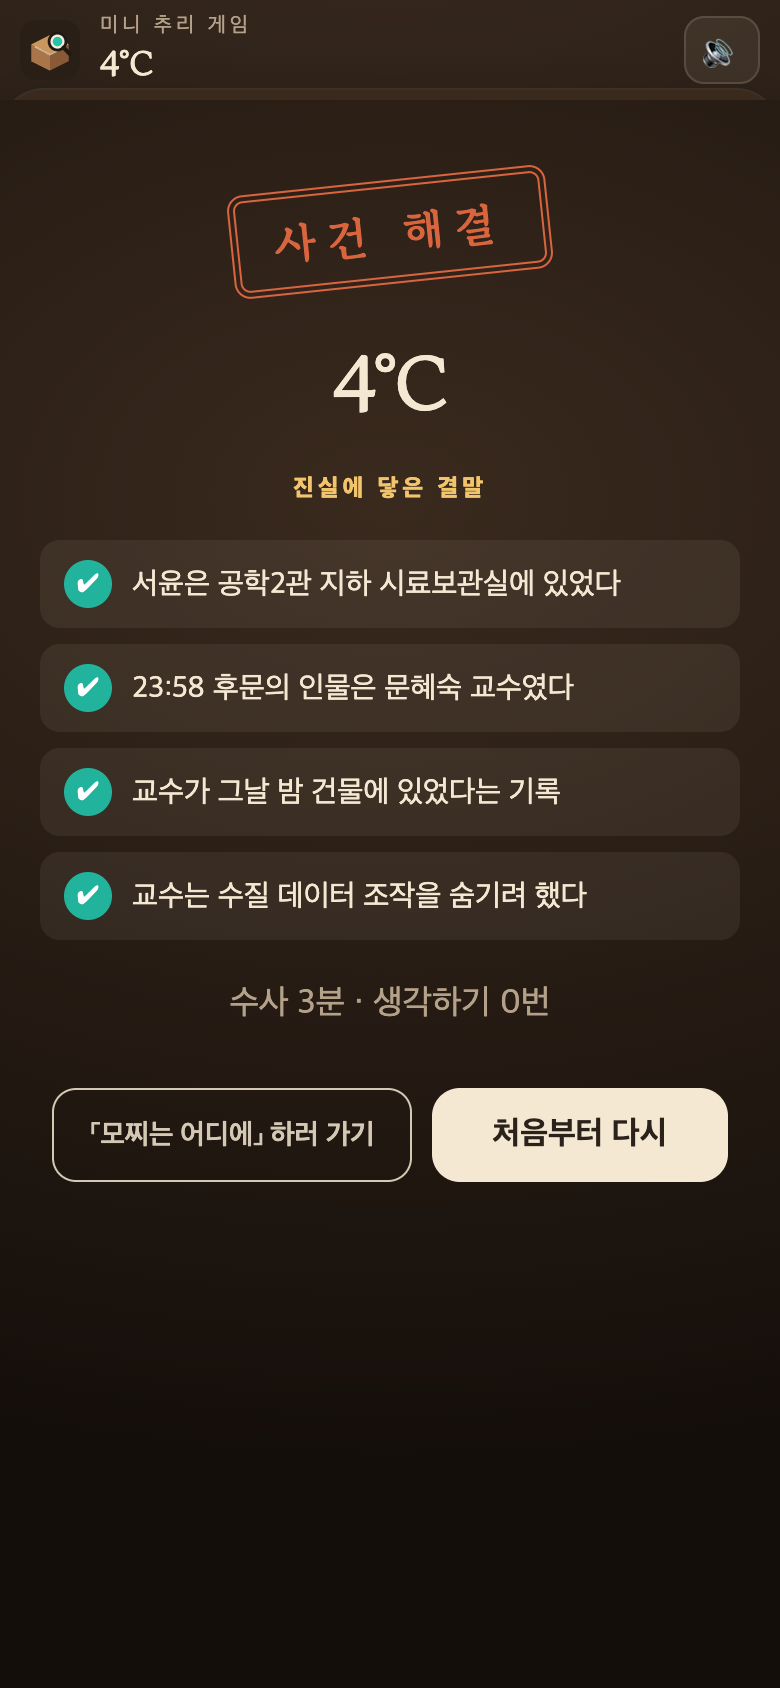 미니 추리 게임
4℃
사건 해결
4℃
진실에 닿은 결말
서윤은 공학2관 지하 시료보관실에 있었다
23:58 후문의 인물은 문혜숙 교수였다
교수가 그날 밤 건물에 있었다는 기록
교수는 수질 데이터 조작을 숨기려 했다
수사 3분 · 생각하기 0번
「모찌는 어디에」 하러 가기
처음부터 다시